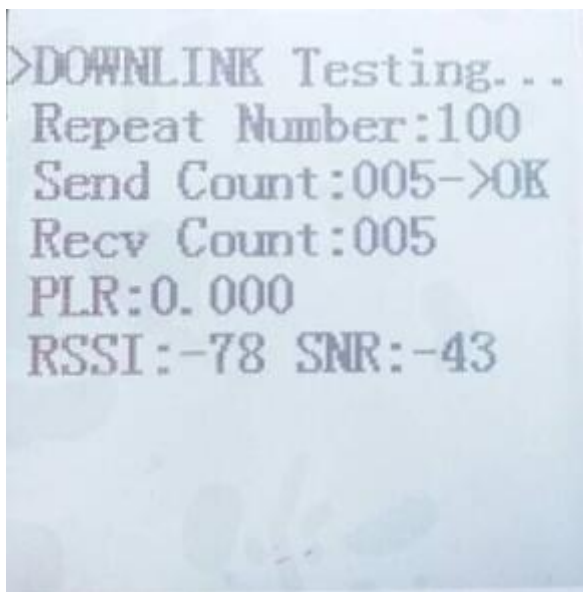 >DOWNLINK Testing...
Repeat Number:100
Send Count:005->OK
Recv Count:005
PLR:0.000
RSSI:-78 SNR:-43